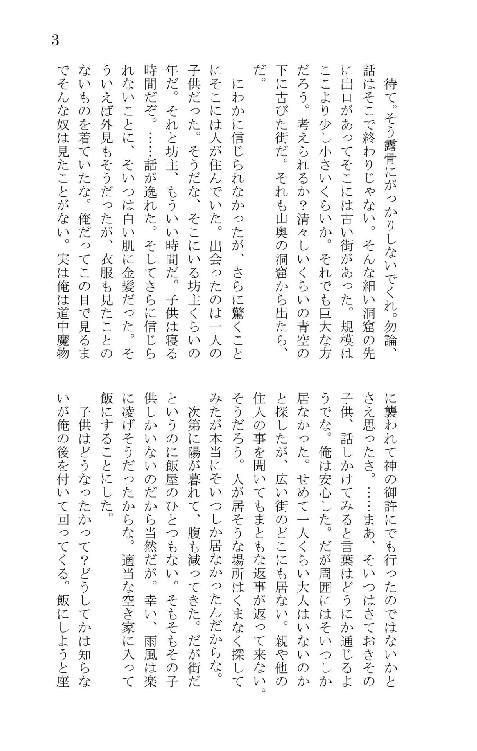 3
　待て。そう露骨にがっかりしないでくれ。勿論、
話はそこで終わりじゃない。そんな細い洞窟の先
に出口があってそこには古い街があった。規模は
ここより少し小さいくらいか。それでも巨大な方
だろう。考えられるか？清々しいくらいの青空の
下に古びた街だ。それも山奥の洞窟から出たら、
だ。
　にわかに信じられなかったが、さらに驚くこと
にそこには人が住んでいた。出会ったのは一人の
子供だった。そうだな、そこにいる坊主くらいの
年だ。それと坊主、もういい時間だ。子供は寝る
時間だぞ。……話が逸れた。そしてさらに信じら
れないことに、そいつは白い肌に金髪だった。そ
ういえば外見もそうだったが、衣服も見たことの
ないものを着ていたな。俺だってこの目で見るま
でそんな奴は見たことがない。実は俺は道中魔物
に襲われて神の御許にでも行ったのではないかと
さえ思ったさ。……まあ、そいつはさておきその
子供、話しかけてみると言葉はどうにか通じるよ
うでな。俺は安心した。だが周囲にはそいつしか
居なかった。せめて一人くらい大人はいないのか
と探したが、広い街のどこにも居ない。親や他の
住人の事を聞いてもまともな返事が返って来ない。
そうだろう。人が居そうな場所はくまなく探して
みたが本当にそいつしか居なかったんだからな。
　次第に陽が暮れて、腹も減ってきた。だが街だ
というのに飯屋のひとつもない。そもそもその子
供しかいないのだから当然だが、幸い、雨風は楽
に凌げそうだったからな。適当な空き家に入って
飯にすることにした。
　子供はどうなったかって？どうしてかは知らな
いが俺の後を付いて回ってくる。飯にしようと座